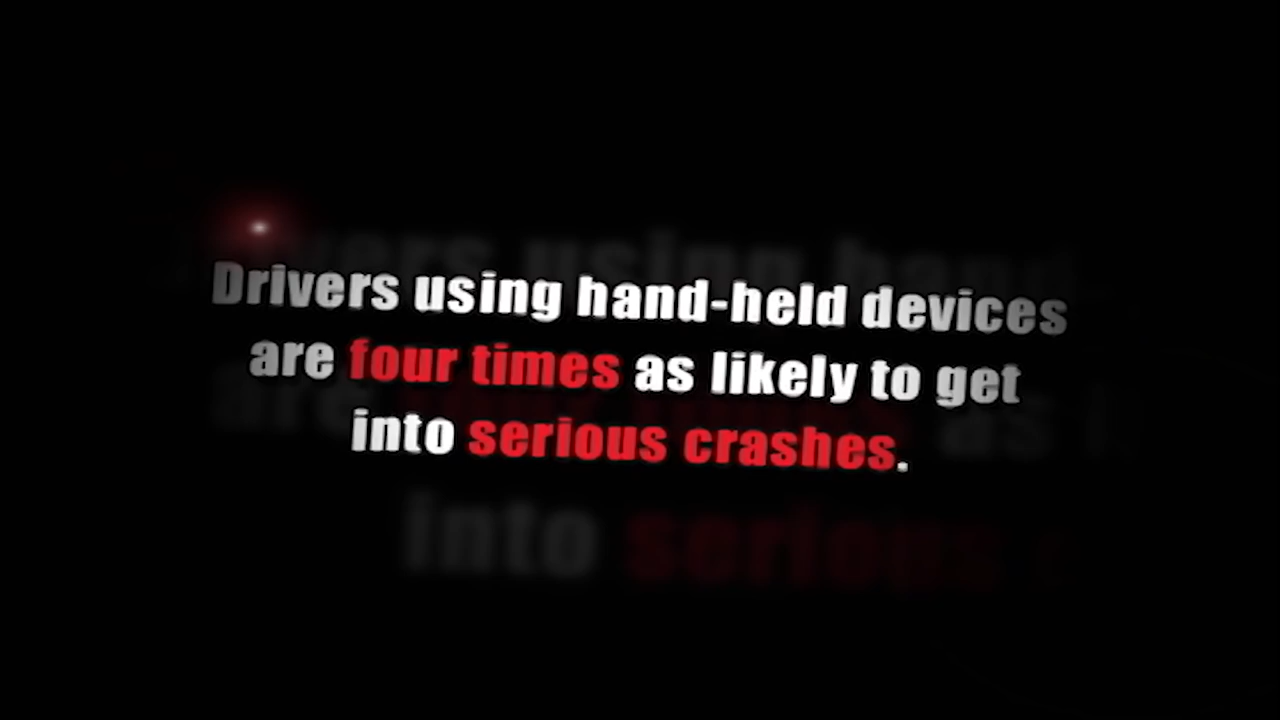 Drivers using hand-held devices
are four times as likely to get
into serious crashes.